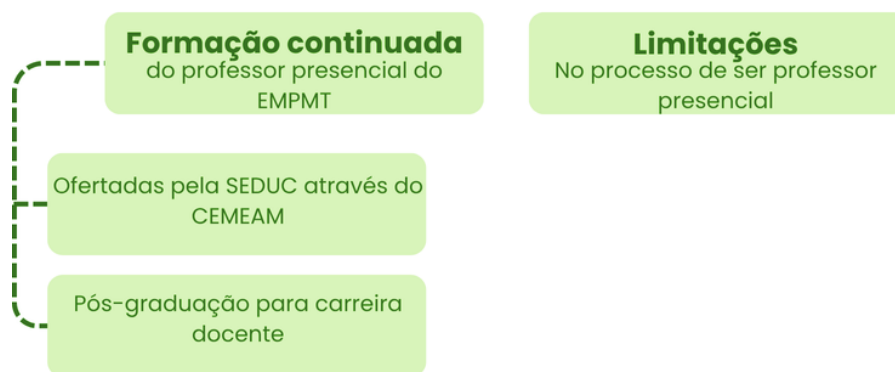 Formação continuada
do professor presencial do
EMPMT
Limitações
No processo de ser professor
presencial
Ofertadas pela SEDUC através do
CEMEAM
Pós-graduação para carreira
docente